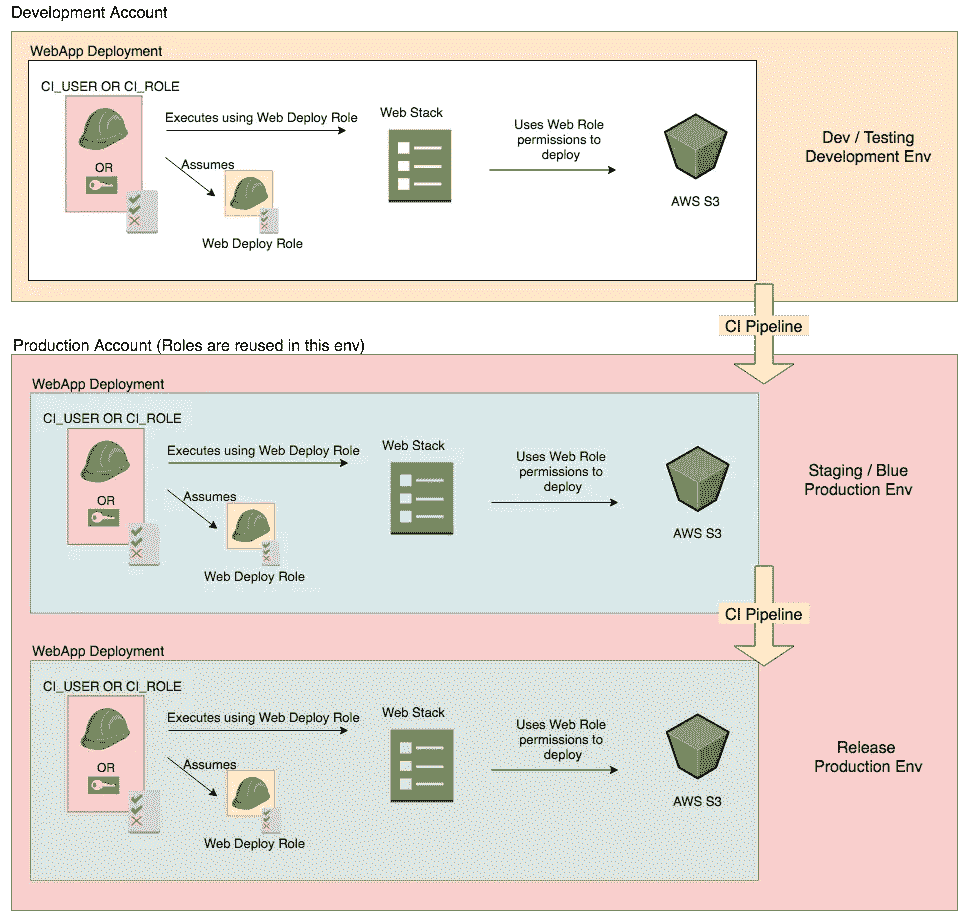 Development Account
WebApp Deployment
CI_USER OR CI_ROLE
OR
Executes using Web Deploy Role
Assumes
Web Deploy Role
Web Stack
Uses Web Role
permissions to
deploy
AWS S3
Dev / Testing
Development Env
CI Pipeline
Production Account (Roles are reused in this env)
WebApp Deployment
CI_USER OR CI_ROLE
OR
Executes using Web Deploy Role
Assumes
Web Deploy Role
Web Stack
Uses Web Role
permissions to
deploy
AWS S3
Staging / Blue
Production Env
CI Pipeline
WebApp Deployment
CI_USER OR CI_ROLE
OR
Executes using Web Deploy Role
Assumes
Web Deploy Role
Web Stack
Uses Web Role
permissions to
deploy
AWS S3
Release
Production Env